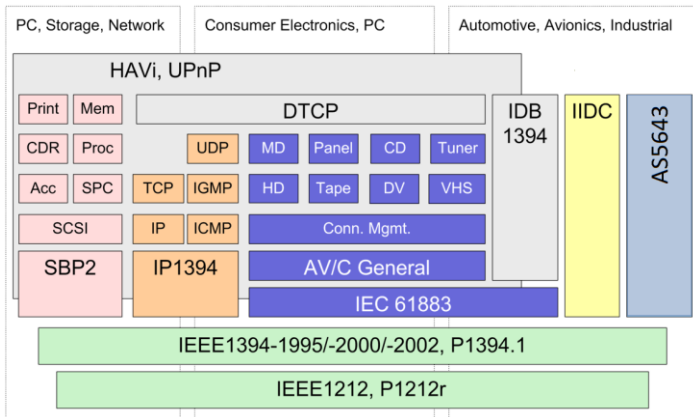 PC, Storage, Network
Consumer Electronics, PC
Automotive, Avionics, Industrial
HAVi, UPnP
Print
Mem
DTCP
IDB
1394
IIDC
AS5643
CDR
Proc
UDP
MD
Panel
CD
Tuner
Acc
SPC
TCP
IGMP
HD
Tape
DV
VHS
SCSI
IP
ICMP
Conn. Mgmt.
SBP2
IP1394
AV/C General
IEC 61883
IEEE1394-1995/-2000/-2002, P1394.1
IEEE1212, P1212r